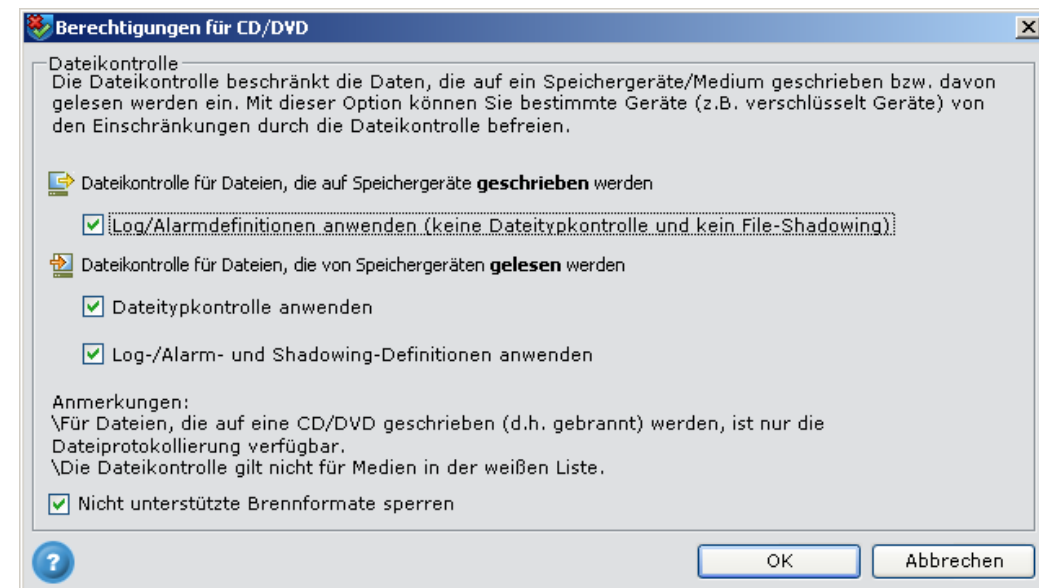 Berechtigungen für CD/DVD
Dateikontrolle
Die Dateikontrolle beschränkt die Daten, die auf ein Speichergeräte/Medium geschrieben bzw. davon
gelesen werden ein. Mit dieser Option können Sie bestimmte Geräte (z.B. verschlüsselt Geräte) von
den Einschränkungen durch die Dateikontrolle befreien.
Dateikontrolle für Dateien, die auf Speichergeräte geschrieben werden
Log/Alarmdefinitionen anwenden (keine Dateitypkontrolle und kein File-Shadowing)
Dateikontrolle für Dateien, die von Speichergeräten gelesen werden
Dateitypkontrolle anwenden
Log-/Alarm- und Shadowing-Definitionen anwenden
Anmerkungen:
\Für Dateien, die auf eine CD/DVD geschrieben (d.h. gebrannt) werden, ist nur die
Dateiprotokollierung verfügbar.
\Die Dateikontrolle gilt nicht für Medien in der weißen Liste.
Nicht unterstützte Brennformate sperren
? OK Abbrechen